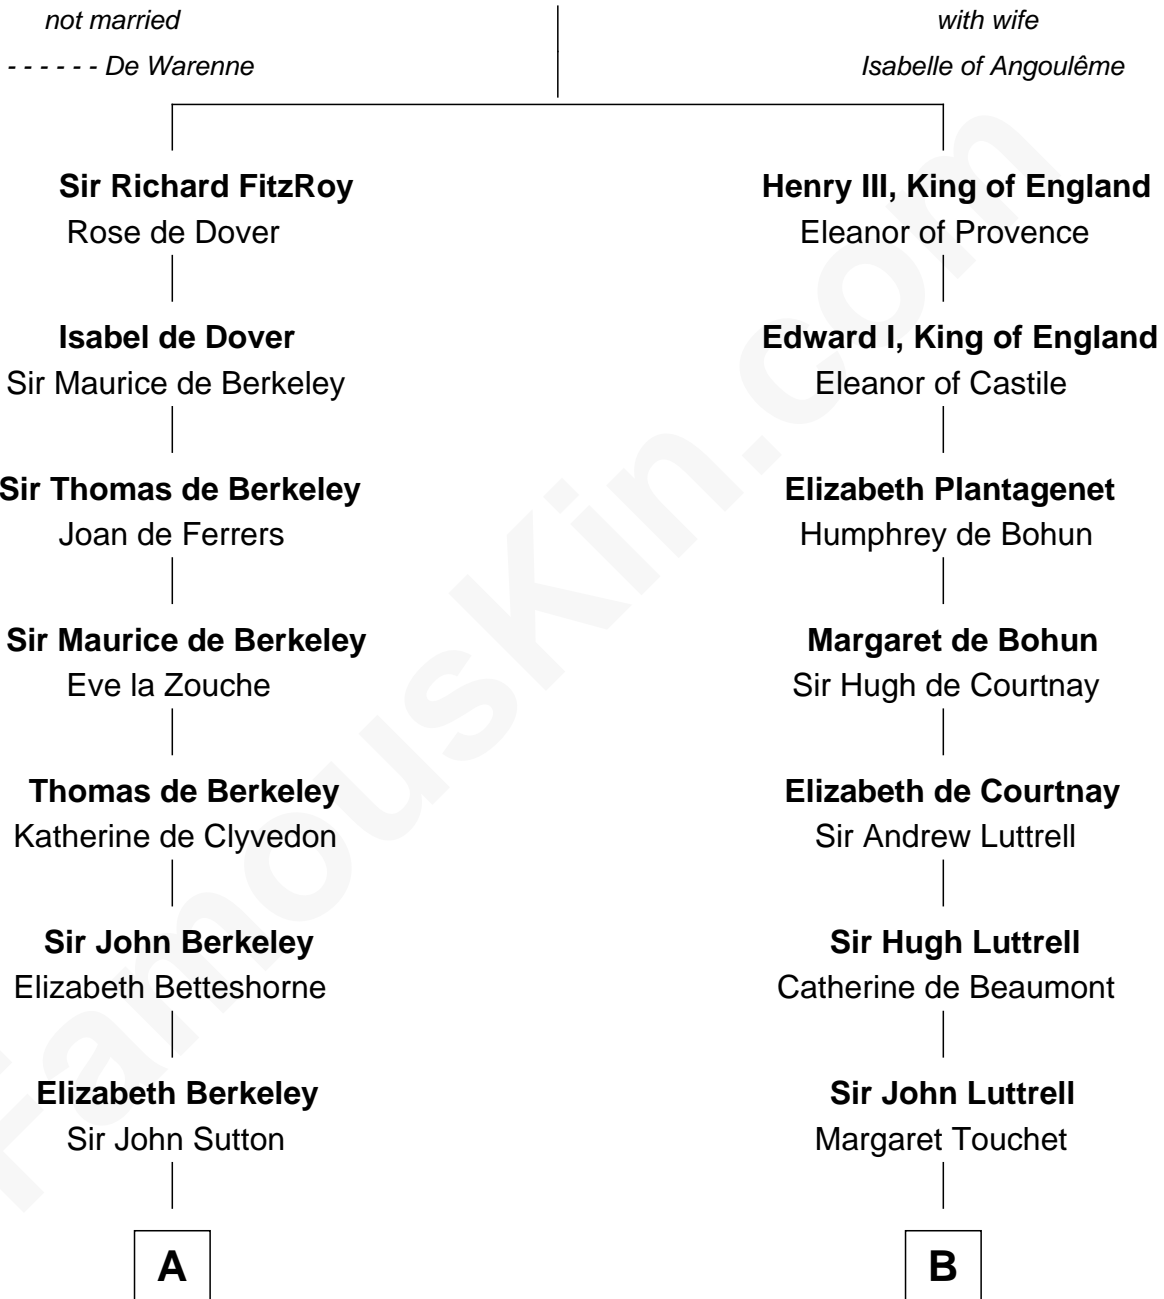 not married
- - - - - - De Warenne
with wife
Isabelle of Angoulême
Sir Richard FitzRoy
Rose de Dover
Henry III, King of England
Eleanor of Provence
Isabel de Dover
Sir Maurice de Berkeley
Edward I, King of England
Eleanor of Castile
Sir Thomas de Berkeley
Joan de Ferrers
Elizabeth Plantagenet
Humphrey de Bohun
Sir Maurice de Berkeley
Eve la Zouche
Margaret de Bohun
Sir Hugh de Courtnay
Thomas de Berkeley
Katherine de Clyvedon
Elizabeth de Courtnay
Sir Andrew Luttrell
Sir John Berkeley
Elizabeth Betteshorne
Sir Hugh Luttrell
Catherine de Beaumont
Elizabeth Berkeley
Sir John Sutton
Sir John Luttrell
Margaret Touchet
A
B
FamousKin.com